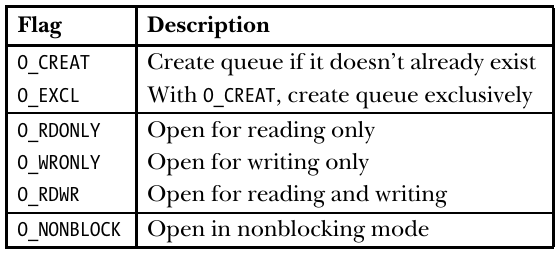 Flag Description
O_CREAT Create queue if it doesn’t already exist
O_EXCL With O_CREAT, create queue exclusively
O_RDONLY Open for reading only
O_WRONLY Open for writing only
O_RDWR Open for reading and writing
O_NONBLOCK Open in nonblocking mode